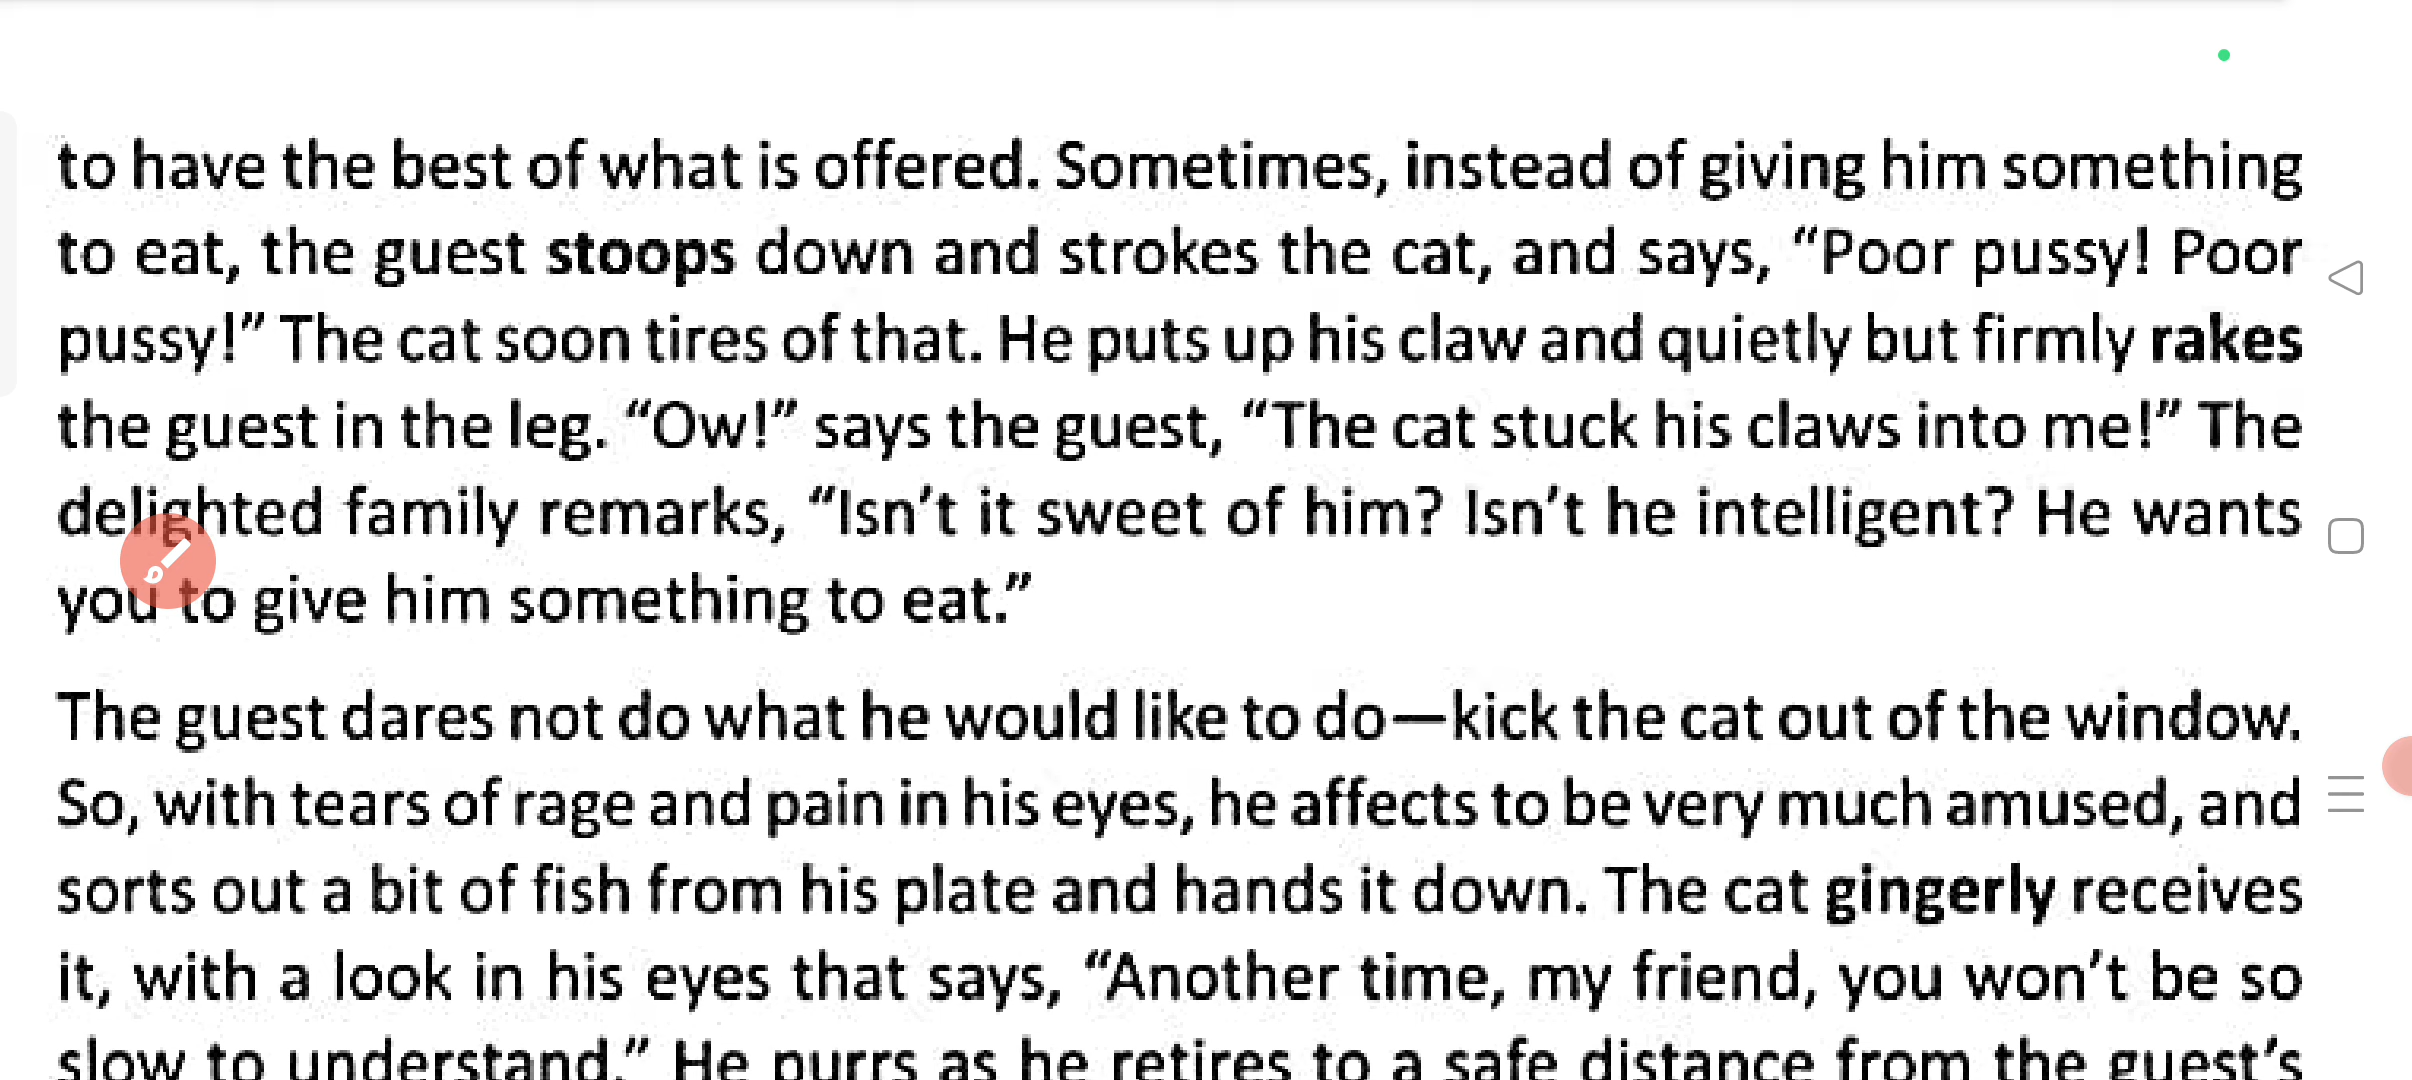 to have the best of what is offered. Sometimes, instead of giving him something
to eat, the guest stoops down and strokes the cat, and says, “Poor pussy! Poor
pussy!” The cat soon tires of that. He puts up his claw and quietly but firmly rakes
the guest in the leg. “Ow!” says the guest, “The cat stuck his claws into me!” The
delighted family remarks, “Isn’t it sweet of him? Isn’t he intelligent? He wants
you to give him something to eat.”
The guest dares not do what he would like to do—kick the cat out of the window.
So, with tears of rage and pain in his eyes, he affects to be very much amused, and
sorts out a bit of fish from his plate and hands it down. The cat gingerly receives
it, with a look in his eyes that says, “Another time, my friend, you won’t be so
slow to understand.” He purrs as he retires to a safe distance from the guest’s